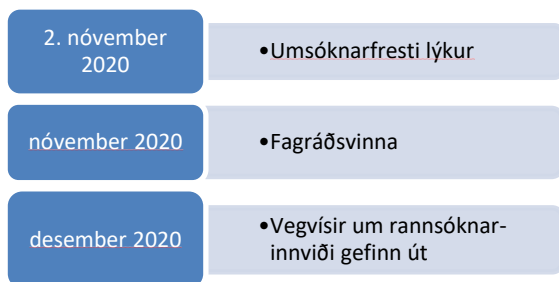 2. nóvember
2020
•Umsóknarfresti lýkur
nóvember 2020
•Fagráðsvinna
desember 2020
•Vegvísir um rannsóknar-
innviði gefinn út